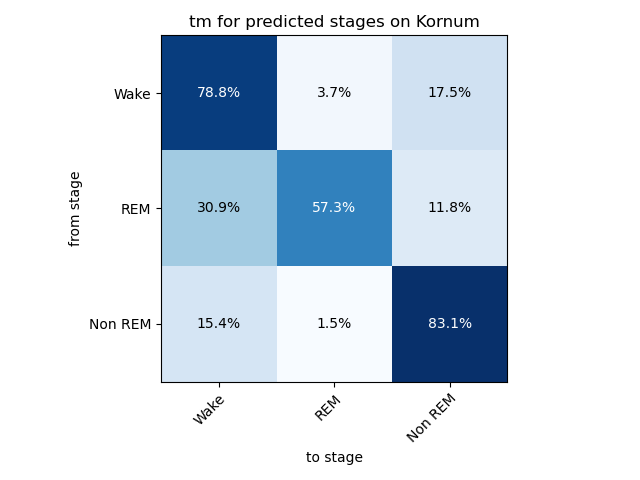 tm for predicted stages on Kornum
Wake 78.8% 3.7% 17.5%
from stage
REM 30.9% 57.3% 11.8%
Non REM 15.4% 1.5% 83.1%
Wake REM Non REM
to stage